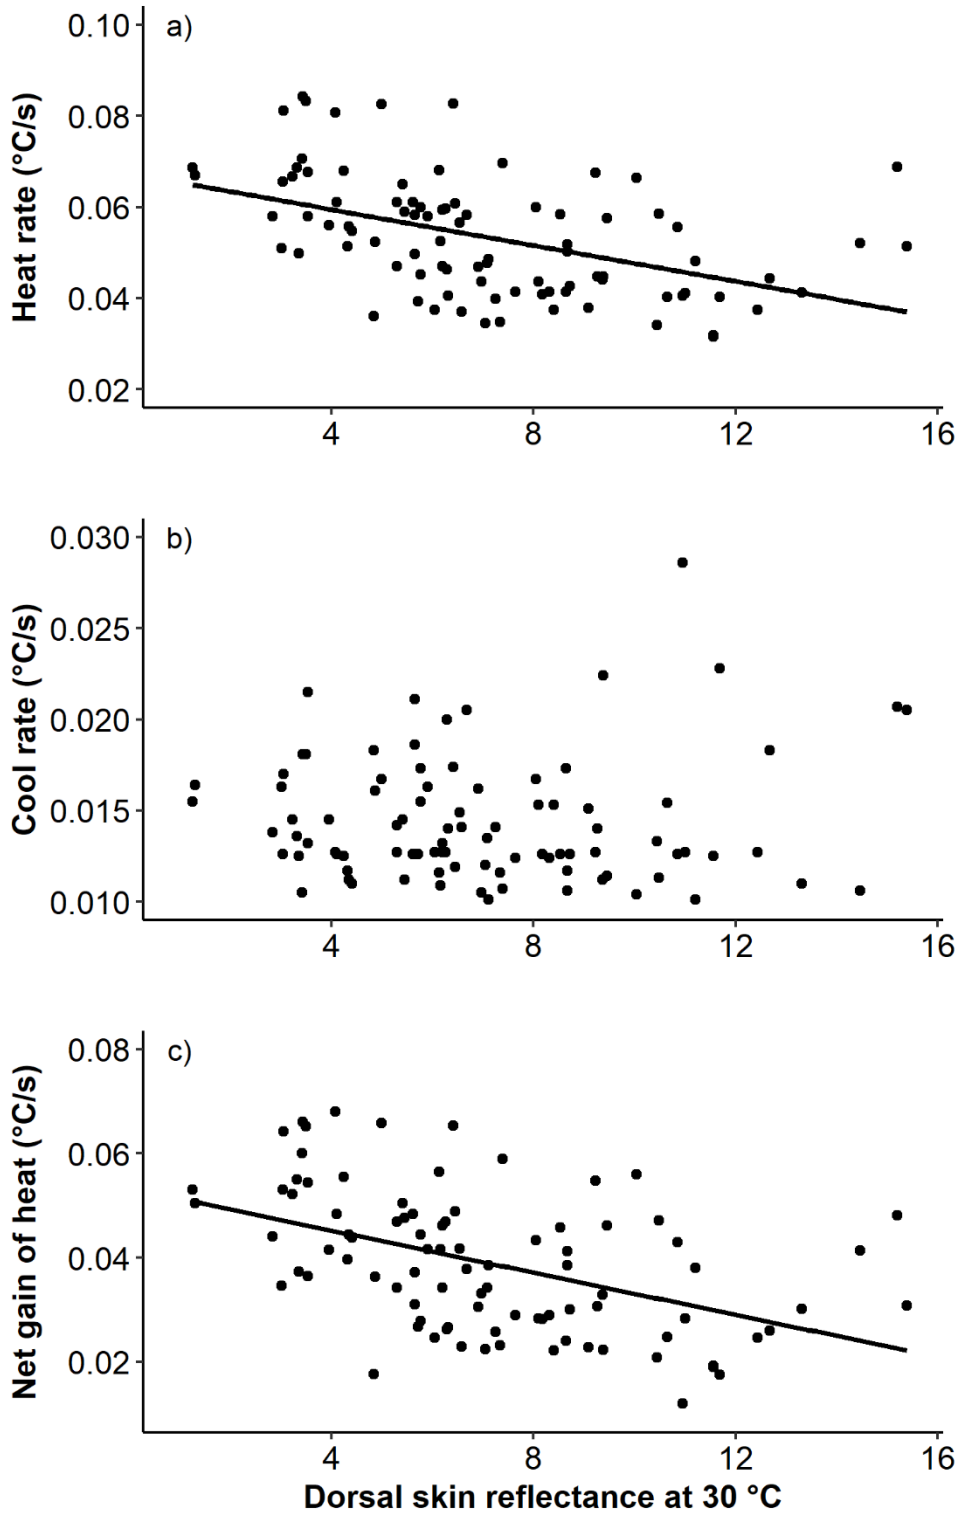 a)
Heat rate (°C/s)
0.10
0.08
0.06
0.04
0.02
4 8 12 16
b)
Cool rate (°C/s)
0.030
0.025
0.020
0.015
0.010
4 8 12 16
c)
Net gain of heat (°C/s)
0.08
0.06
0.04
0.02
4 8 12 16
Dorsal skin reflectance at 30 °C